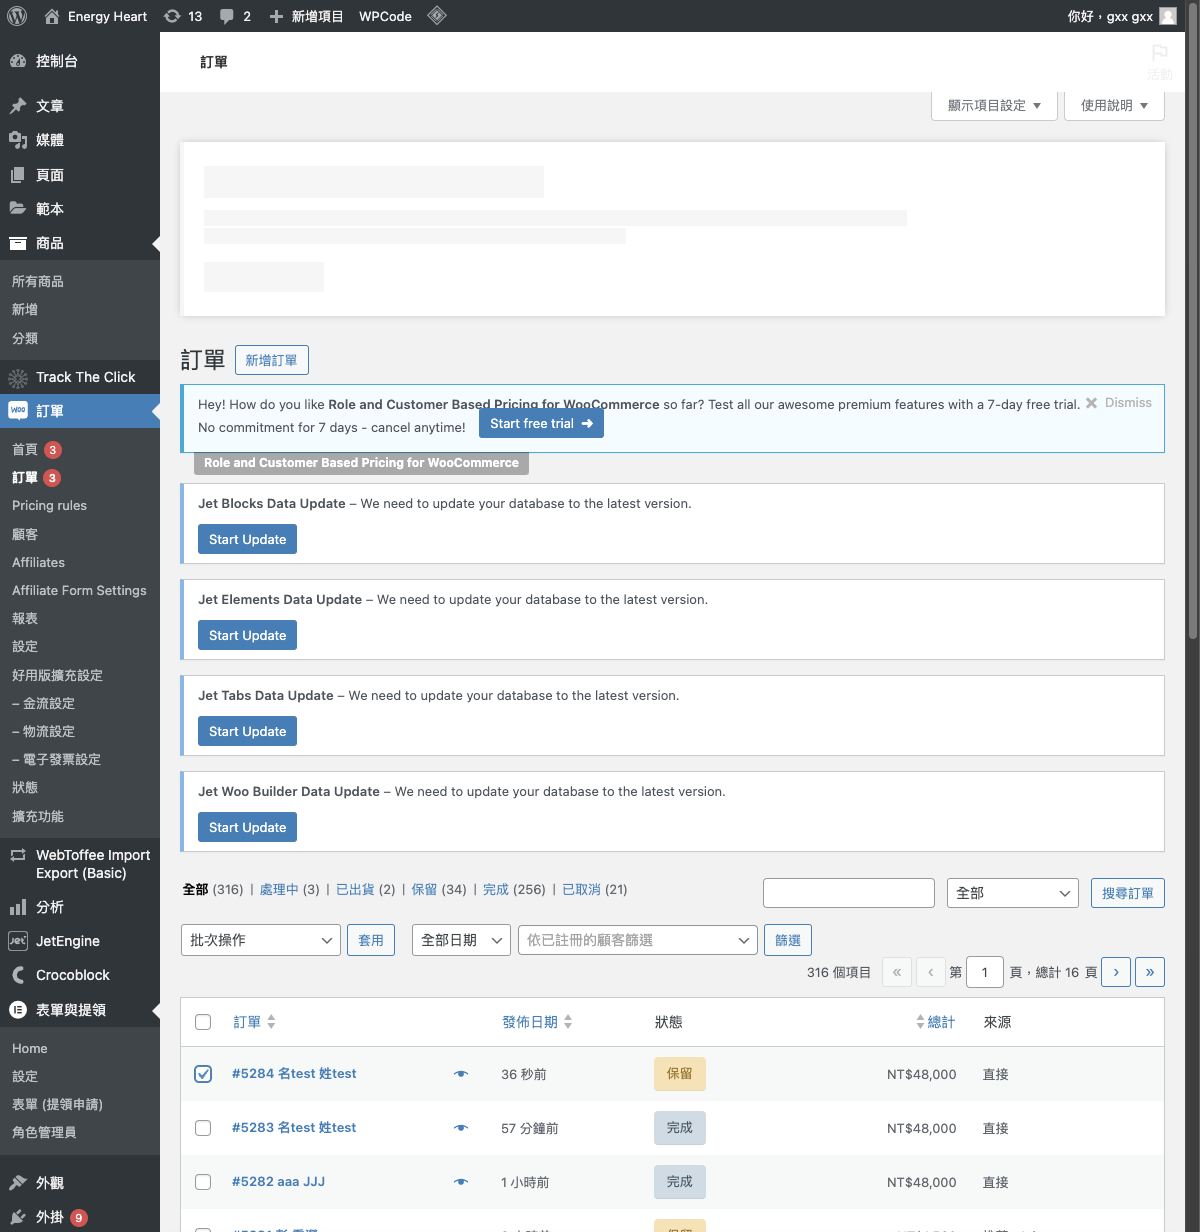 Energy Heart 13 2 新增項目 WPCode 你好，gxx gxx
控制台
文章
媒體
頁面
範本
商品
所有商品
新增
分類
Track The Click
訂單
首頁 3
訂單 3
Pricing rules
顧客
Affiliates
Affiliate Form Settings
報表
設定
好用版擴充設定
– 金流設定
– 物流設定
– 電子發票設定
狀態
擴充功能
WebToffee Import
Export (Basic)
分析
JetEngine
Crocoblock
表單與提領
Home
設定
表單 (提領申請)
角色管理員
外觀
外掛 9
訂單
活動
顯示項目設定 ▼ 使用說明 ▼
訂單 新增訂單
Hey! How do you like Role and Customer Based Pricing for WooCommerce so far? Test all our awesome premium features with a 7-day free trial. Dismiss
No commitment for 7 days - cancel anytime! Start free trial ➔
Role and Customer Based Pricing for WooCommerce
Jet Blocks Data Update – We need to update your database to the latest version.
Start Update
Jet Elements Data Update – We need to update your database to the latest version.
Start Update
Jet Tabs Data Update – We need to update your database to the latest version.
Start Update
Jet Woo Builder Data Update – We need to update your database to the latest version.
Start Update
全部 (316) | 處理中 (3) | 已出貨 (2) | 保留 (34) | 完成 (256) | 已取消 (21)
全部 搜尋訂單
批次操作 套用 全部日期 依已註冊的顧客篩選 篩選
316 個項目 « ‹ 第 1 頁，總計 16 頁 › »
訂單 發佈日期 狀態 總計 來源
#5284 名test 姓test 36 秒前 保留 NT$48,000 直接
#5283 名test 姓test 57 分鐘前 完成 NT$48,000 直接
#5282 aaa JJJ 1 小時前 完成 NT$48,000 直接